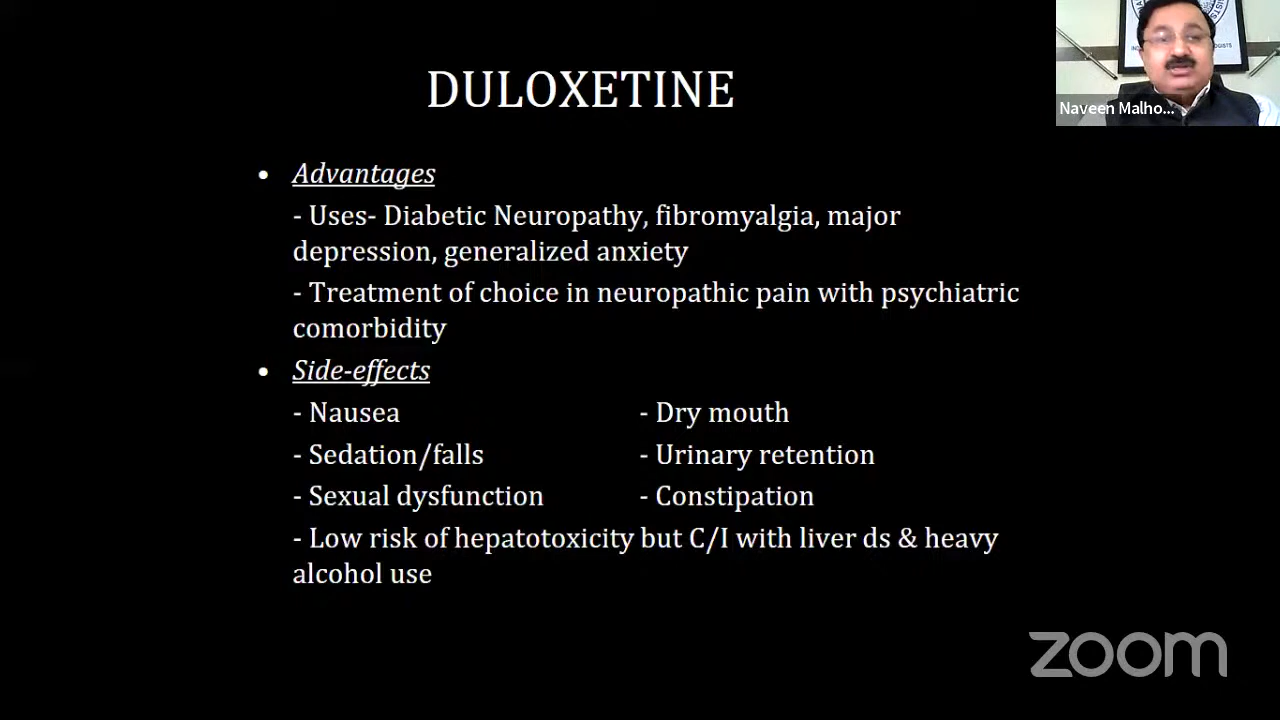 DULOXETINE
Naveen Malho...
• Advantages
- Uses- Diabetic Neuropathy, fibromyalgia, major
depression, generalized anxiety
- Treatment of choice in neuropathic pain with psychiatric
comorbidity
• Side-effects
- Nausea - Dry mouth
- Sedation/falls - Urinary retention
- Sexual dysfunction - Constipation
- Low risk of hepatotoxicity but C/I with liver ds & heavy
alcohol use
zoom